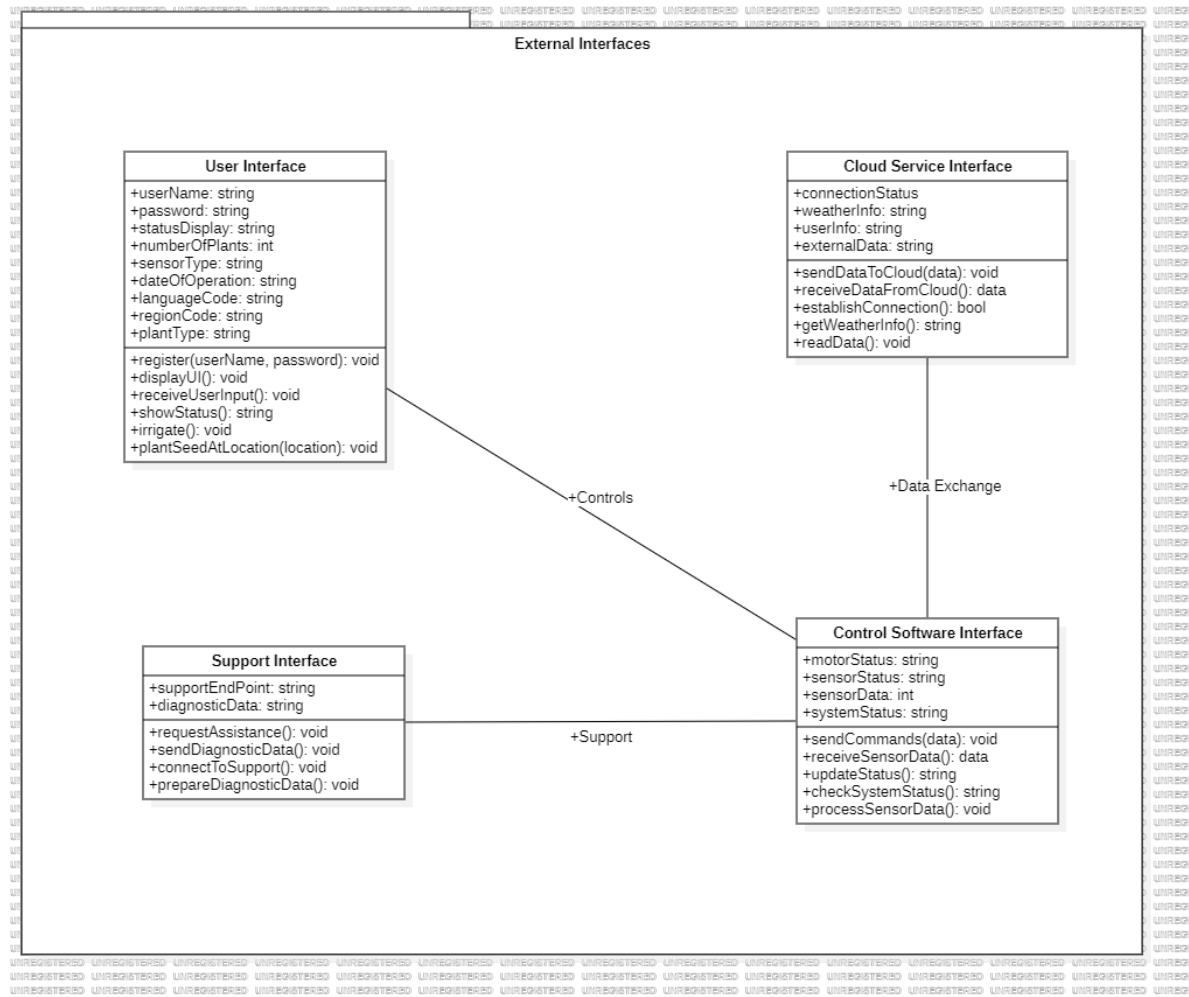 External Interfaces
User Interface
+userName: string
+password: string
+statusDisplay: string
+numberOfPlants: int
+sensorType: string
+dateOfOperation: string
+languageCode: string
+regionCode: string
+plantType: string
+register(userName, password): void
+displayUI(): void
+receiveUserInput(): void
+showStatus(): string
+irrigate(): void
+plantSeedAtLocation(location): void
Cloud Service Interface
+connectionStatus
+weatherInfo: string
+userInfo: string
+externalData: string
+sendDataToCloud(data): void
+receiveDataFromCloud(): data
+establishConnection(): bool
+getWeatherInfo(): string
+readData(): void
+Controls
+Data Exchange
Support Interface
+supportEndPoint: string
+diagnosticData: string
+requestAssistance(): void
+sendDiagnosticData(): void
+connectToSupport(): void
+prepareDiagnosticData(): void
+Support
Control Software Interface
+motorStatus: string
+sensorStatus: string
+sensorData: int
+systemStatus: string
+sendCommands(data): void
+receiveSensorData(): data
+updateStatus(): string
+checkSystemStatus(): string
+processSensorData(): void
UNREGISTERED